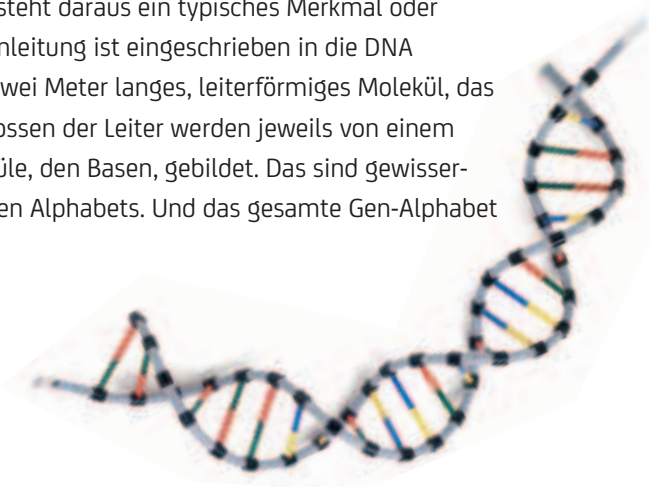 steht daraus ein typisches Merkmal oder
nleitung ist eingeschrieben in die DNA
wei Meter langes, leiterförmiges Molekül, das
ossen der Leiter werden jeweils von einem
üle, den Basen, gebildet. Das sind gewisser-
en Alphabets. Und das gesamte Gen-Alphabet